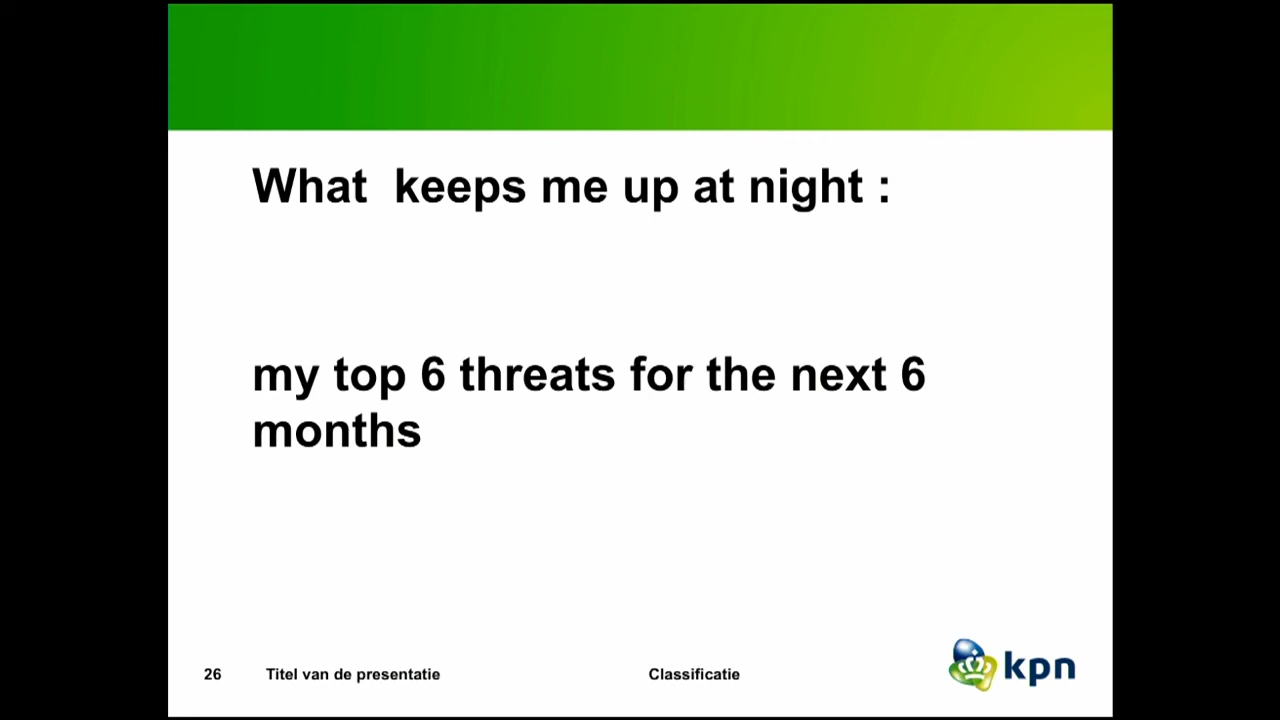 What  keeps me up at night :
my top 6 threats for the next 6
months
26 Titel van de presentatie Classificatie kpn